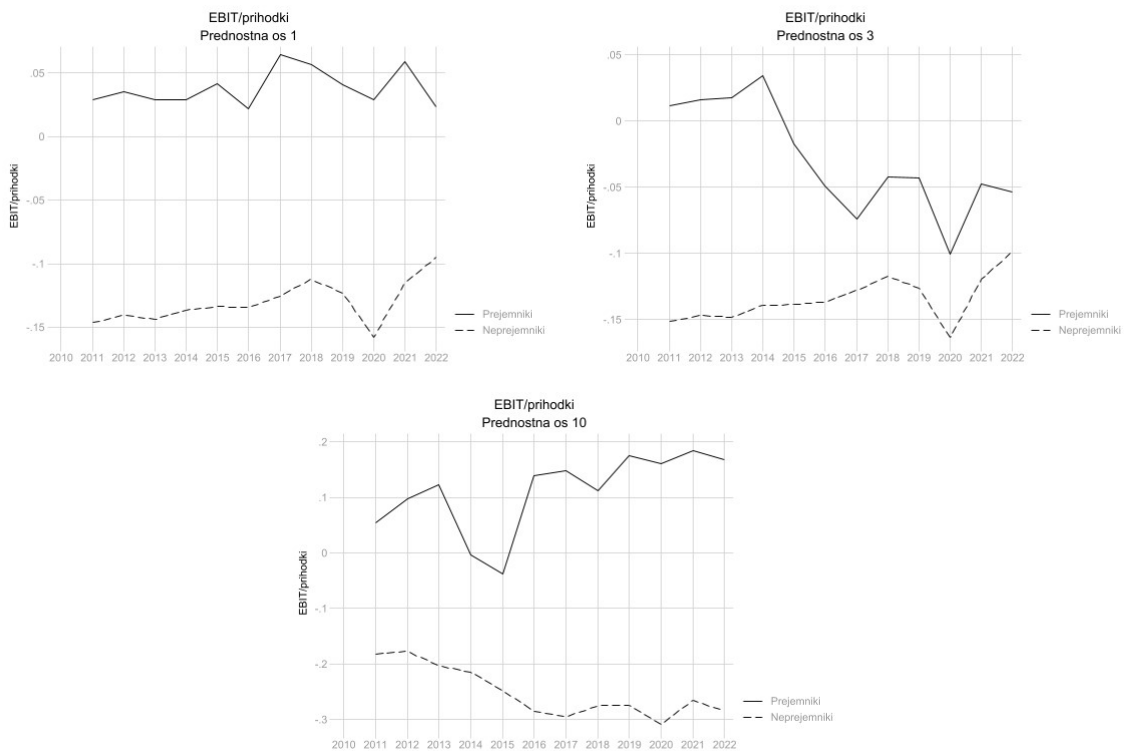 EBIT/prihodki
Prednostna os 1
.05
0
-.05
-.1
-.15
EBIT/prihodki
2010 2011 2012 2013 2014 2015 2016 2017 2018 2019 2020 2021 2022
Prejemniki
Neprejemniki
EBIT/prihodki
Prednostna os 3
.05
0
-.05
-.1
-.15
EBIT/prihodki
2010 2011 2012 2013 2014 2015 2016 2017 2018 2019 2020 2021 2022
Prejemniki
Neprejemniki
EBIT/prihodki
Prednostna os 10
.2
.1
0
-.1
-.2
-.3
EBIT/prihodki
2010 2011 2012 2013 2014 2015 2016 2017 2018 2019 2020 2021 2022
Prejemniki
Neprejemniki